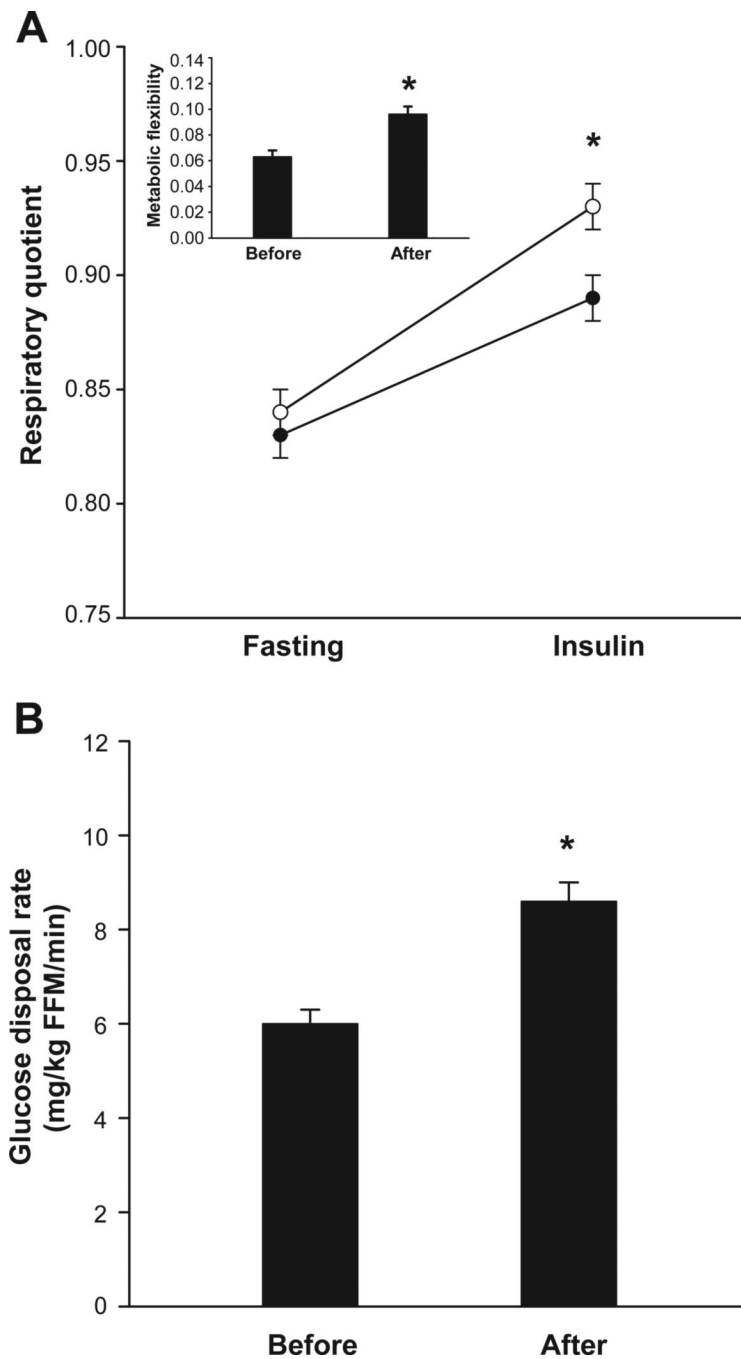 A
1.00
0.95
0.90
0.85
0.80
0.75
Respiratory quotient
0.14
0.12
0.10
0.08
0.06
0.04
0.02
0.00
Metabolic flexibility
*
Before After
*
Fasting Insulin
B
12
10
8
6
4
2
0
Glucose disposal rate
(mg/kg FFM/min)
*
Before After